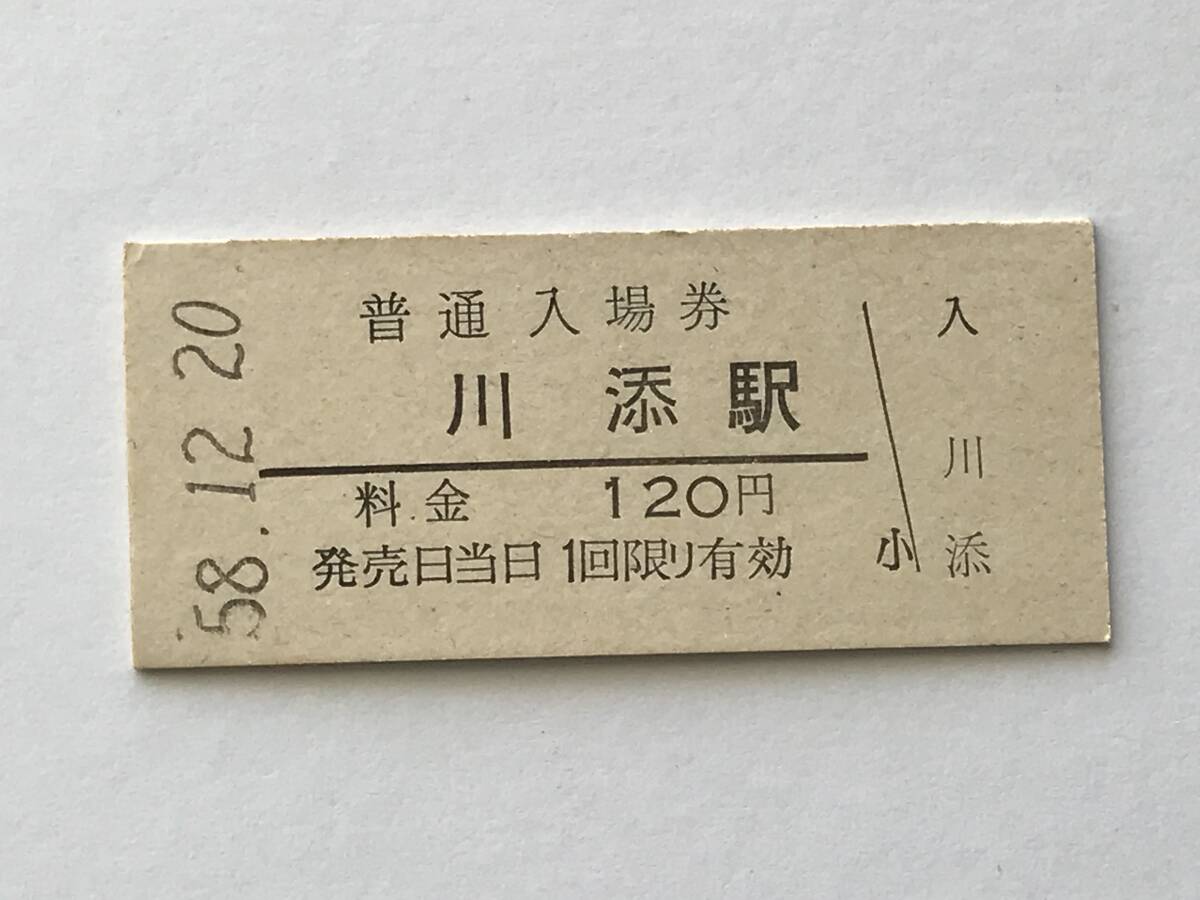 58.12.20
普通入場券
川添駅
料金 120円
発売日当日1回限り有効
小
入
川
添